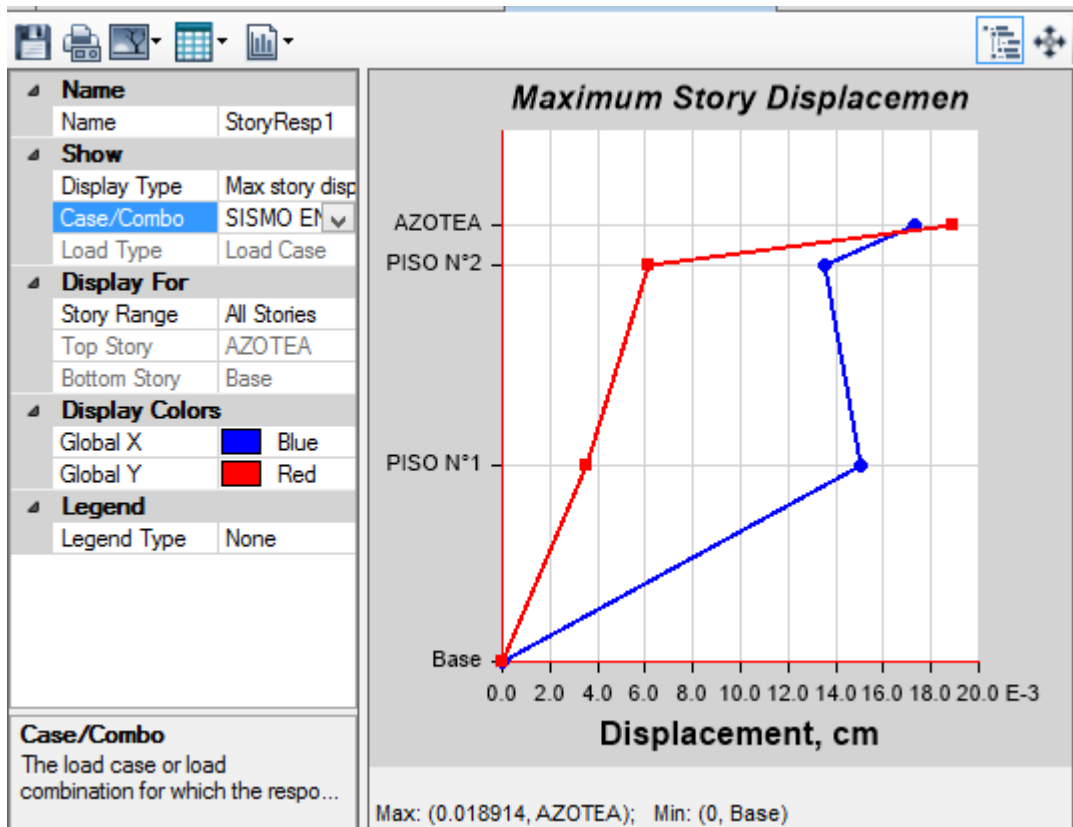 Name
Name StoryResp1
Show
Display Type Max story disp
Case/Combo SISMO EN
Load Type Load Case
Display For
Story Range All Stories
Top Story AZOTEA
Bottom Story Base
Display Colors
Global X Blue
Global Y Red
Legend
Legend Type None
Case/Combo
The load case or load
combination for which the respo...
Maximum Story Displacemen
AZOTEA
PISO N°2
PISO N°1
Base
0.0 2.0 4.0 6.0 8.0 10.0 12.0 14.0 16.0 18.0 20.0 E-3
Displacement, cm
Max: (0.018914, AZOTEA); Min: (0, Base)